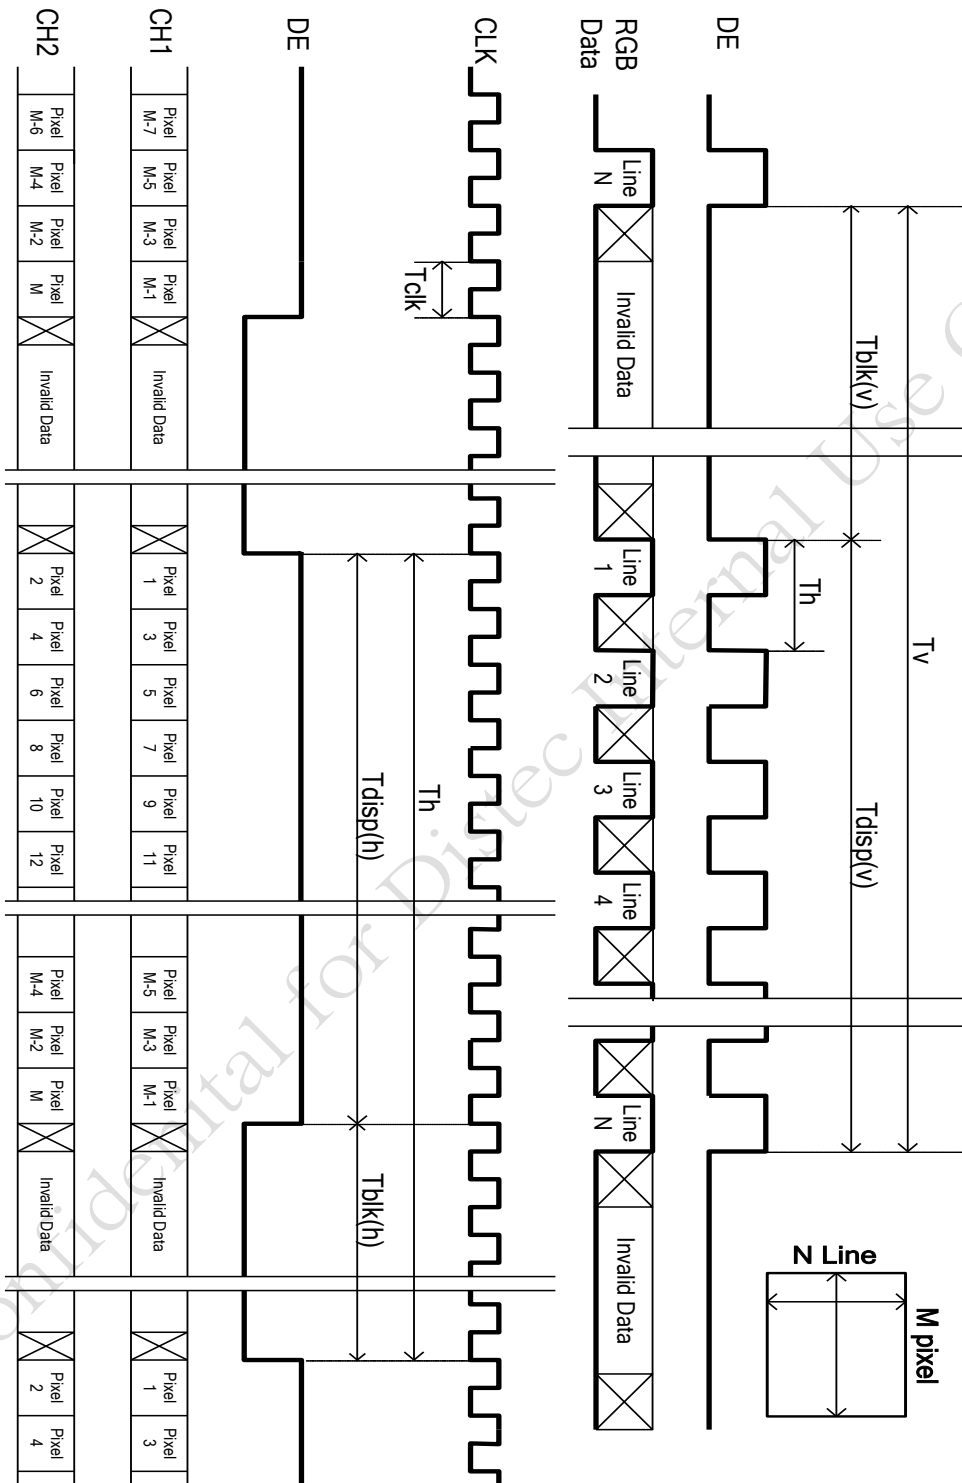 M pixel
N Line
Tv
Tblk(v)
Tdisp(v)
Th
DE
RGB
Data
Line N
Invalid Data
Line 1
Line 2
Line 3
Line 4
Line N
Invalid Data
CLK
Tclk
Th
Tdisp(h)
Tblk(h)
DE
CH1
Pixel M-7
Pixel M-5
Pixel M-3
Pixel M-1
Invalid Data
Pixel 1
Pixel 3
Pixel 5
Pixel 7
Pixel 9
Pixel 11
Pixel M-5
Pixel M-3
Pixel M-1
Invalid Data
Pixel 1
Pixel 3
CH2
Pixel M-6
Pixel M-4
Pixel M-2
Pixel M
Invalid Data
Pixel 2
Pixel 4
Pixel 6
Pixel 8
Pixel 10
Pixel 12
Pixel M-4
Pixel M-2
Pixel M
Invalid Data
Pixel 2
Pixel 4
onfidenital for Distec Internal Use